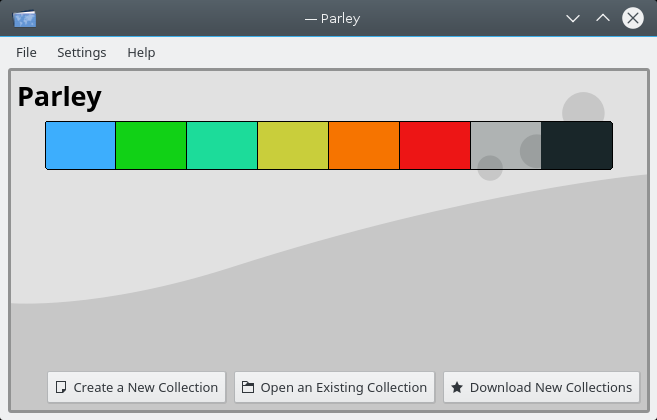 — Parley
File Settings Help
Parley
Create a New Collection Open an Existing Collection Download New Collections